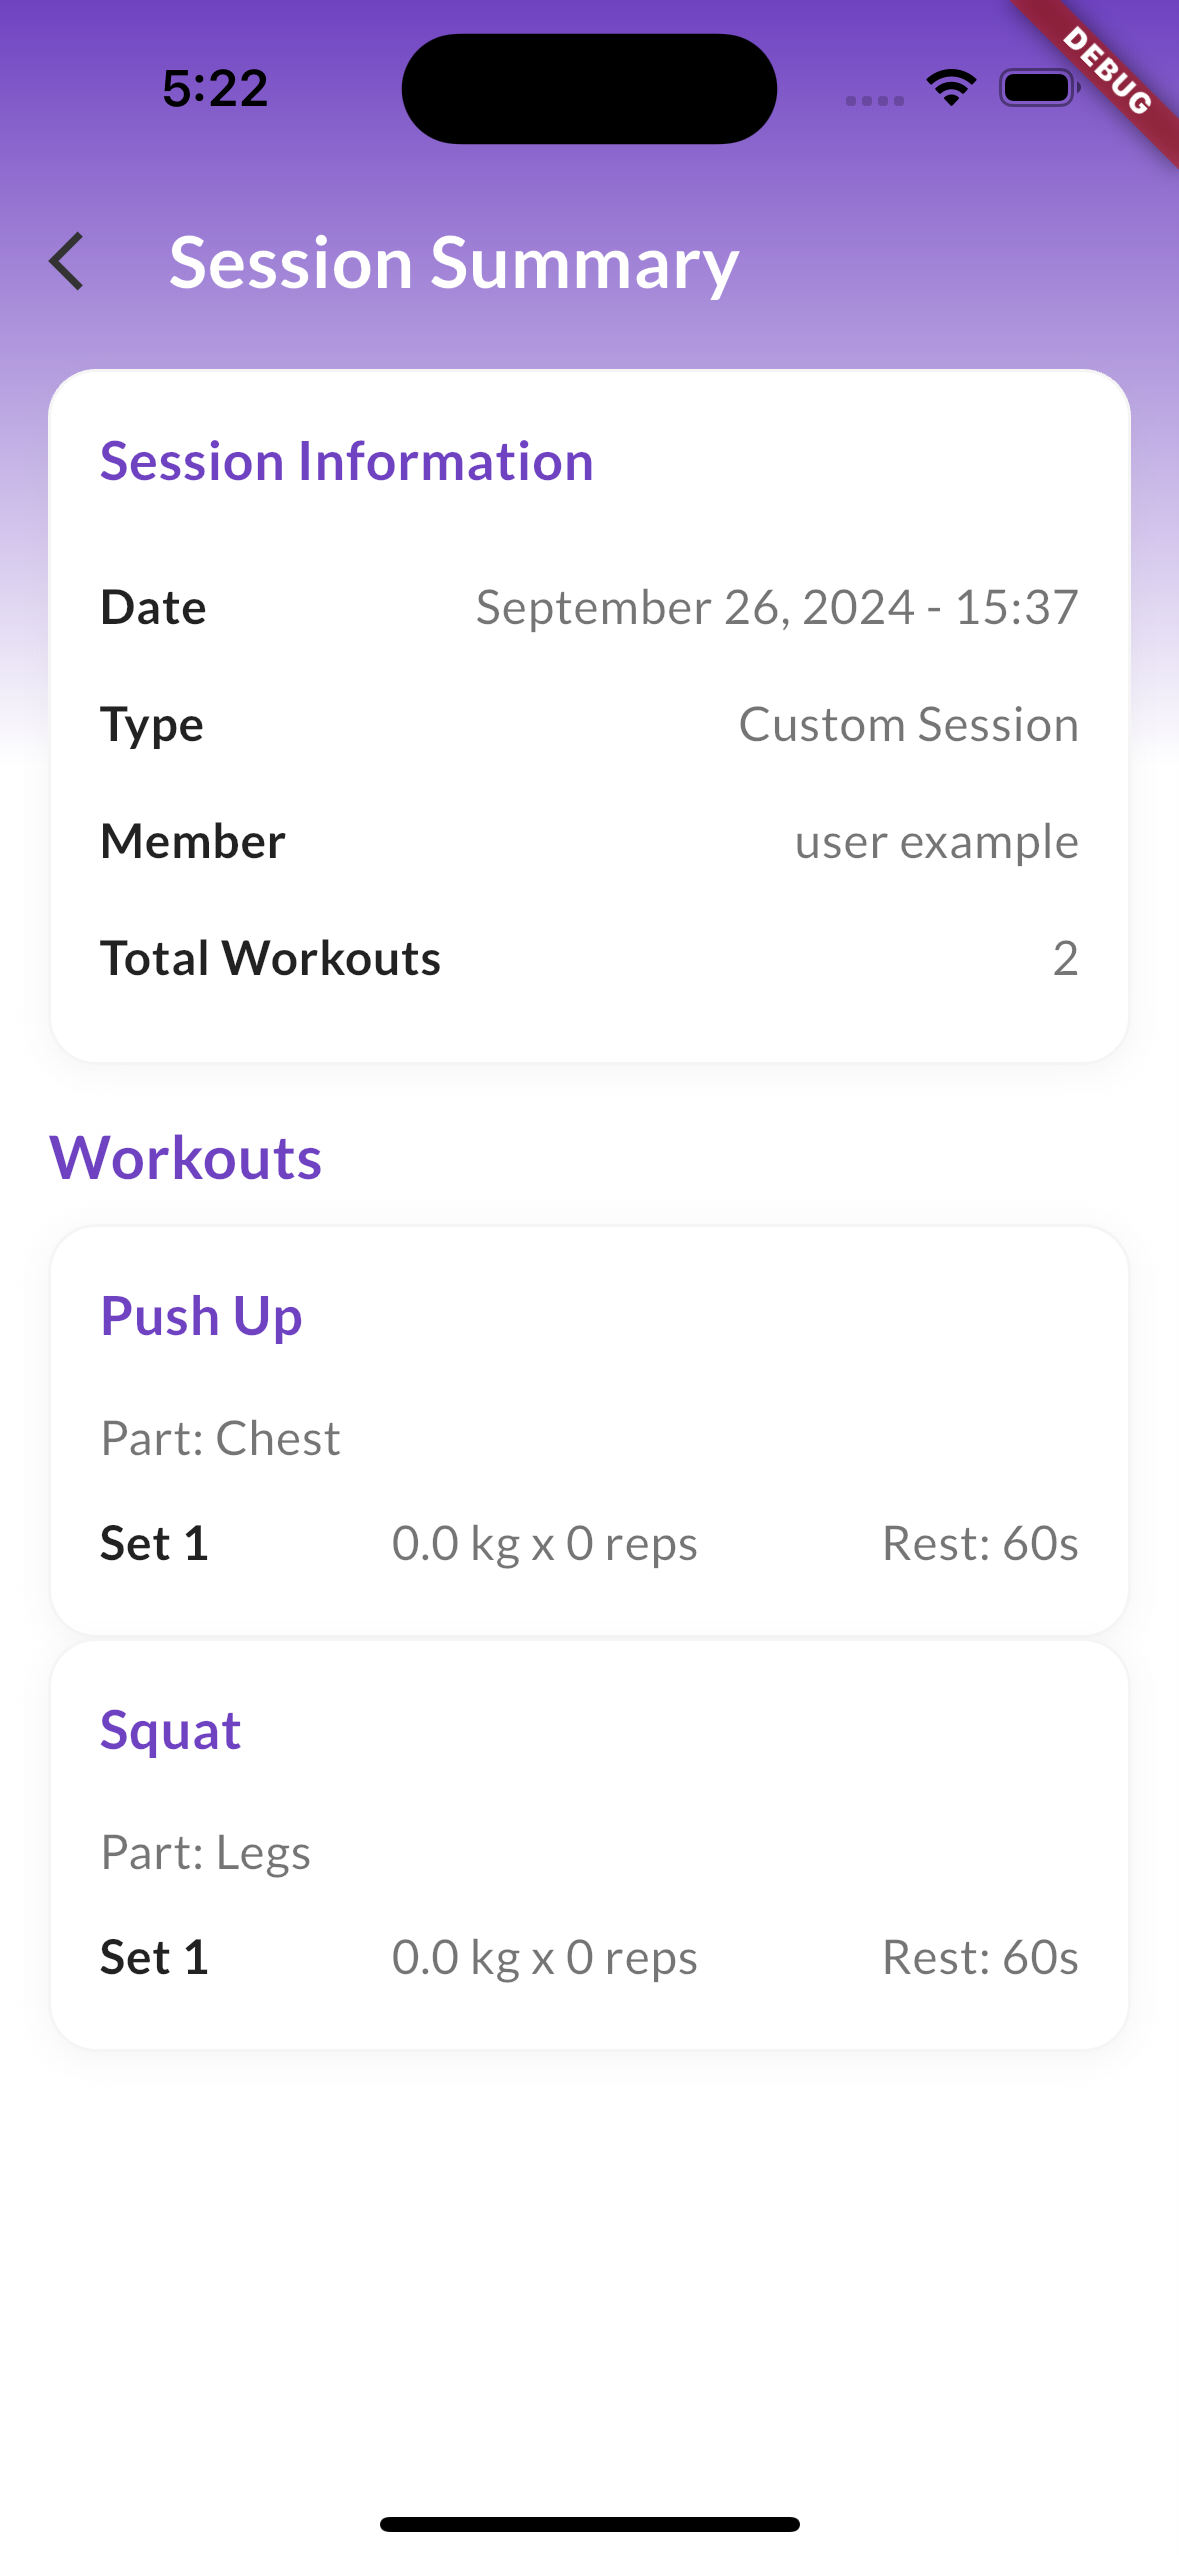 5:22
DEBUG
Session Summary
Session Information
Date September 26, 2024 - 15:37
Type Custom Session
Member user example
Total Workouts 2
Workouts
Push Up
Part: Chest
Set 1 0.0 kg x 0 reps Rest: 60s
Squat
Part: Legs
Set 1 0.0 kg x 0 reps Rest: 60s